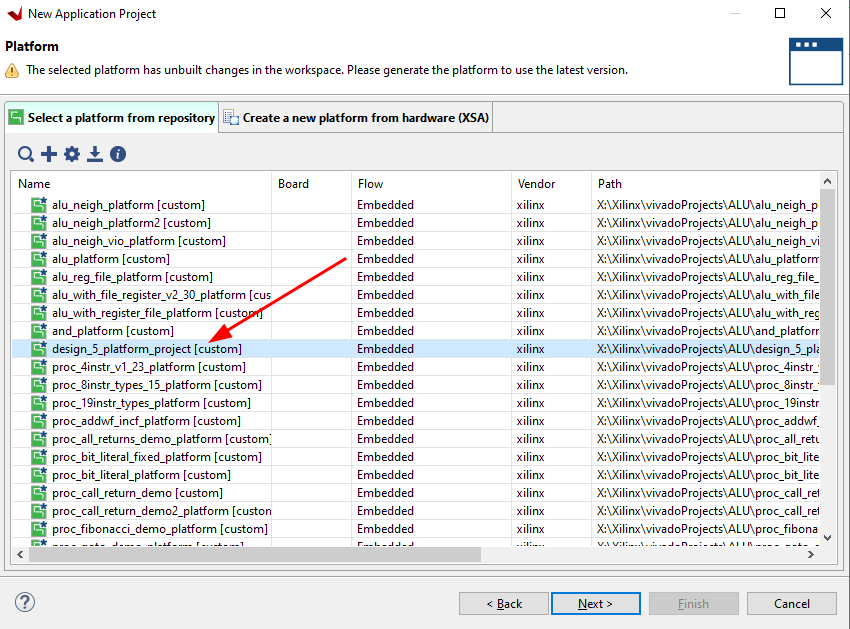 New Application Project
Platform
The selected platform has unbuilt changes in the workspace. Please generate the platform to use the latest version.
Select a platform from repository Create a new platform from hardware (XSA)
Name Board Flow Vendor Path
alu_neigh_platform [custom] Embedded xilinx X:\Xilinx\vivadoProjects\ALU\alu_neigh_p
alu_neigh_platform2 [custom] Embedded xilinx X:\Xilinx\vivadoProjects\ALU\alu_neigh_p
alu_neigh_vio_platform [custom] Embedded xilinx X:\Xilinx\vivadoProjects\ALU\alu_neigh_vi
alu_platform [custom] Embedded xilinx X:\Xilinx\vivadoProjects\ALU\alu_platform
alu_reg_file_platform [custom] Embedded xilinx X:\Xilinx\vivadoProjects\ALU\alu_reg_file_
alu_with_file_register_v2_30_platform [cus Embedded xilinx X:\Xilinx\vivadoProjects\ALU\alu_with_file
alu_with_register_file_platform [custom] Embedded xilinx X:\Xilinx\vivadoProjects\ALU\alu_with_reg
and_platform [custom] Embedded xilinx X:\Xilinx\vivadoProjects\ALU\and_platforr
design_5_platform_project [custom] Embedded xilinx X:\Xilinx\vivadoProjects\ALU\design_5_pla
proc_4instr_v1_23_platform [custom] Embedded xilinx X:\Xilinx\vivadoProjects\ALU\proc_4instr_
proc_8instr_types_15_platform [custom] Embedded xilinx X:\Xilinx\vivadoProjects\ALU\proc_8instr_
proc_19instr_types_platform [custom] Embedded xilinx X:\Xilinx\vivadoProjects\ALU\proc_19instr
proc_addwf_incf_platform [custom] Embedded xilinx X:\Xilinx\vivadoProjects\ALU\proc_addwf
proc_all_returns_demo_platform [custom] Embedded xilinx X:\Xilinx\vivadoProjects\ALU\proc_all_retu
proc_bit_literal_fixed_platform [custom] Embedded xilinx X:\Xilinx\vivadoProjects\ALU\proc_bit_lite
proc_bit_literal_platform [custom] Embedded xilinx X:\Xilinx\vivadoProjects\ALU\proc_bit_lite
proc_call_return_demo [custom] Embedded xilinx X:\Xilinx\vivadoProjects\ALU\proc_call_ret
proc_call_return_demo2_platform [custon Embedded xilinx X:\Xilinx\vivadoProjects\ALU\proc_call_ret
proc_fibonacci_demo_platform [custom] Embedded xilinx X:\Xilinx\vivadoProjects\ALU\proc_fibona
< Back Next > Finish Cancel